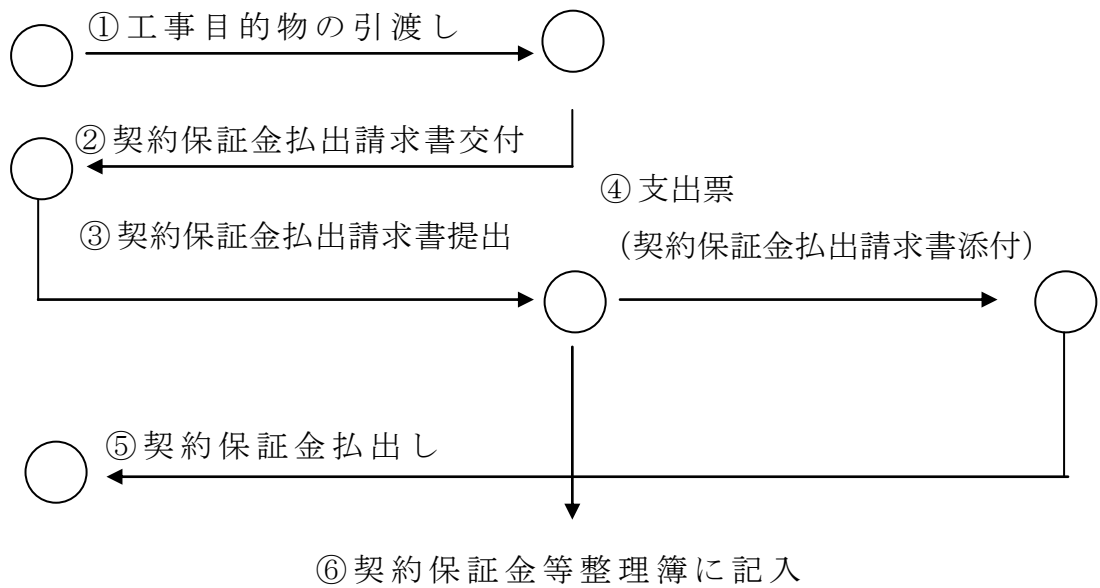 ①工事目的物の引渡し
②契約保証金払出請求書交付
④支出票
③契約保証金払出請求書提出
(契約保証金払出請求書添付)
⑤契約保証金払出し
⑥契約保証金等整理簿に記入